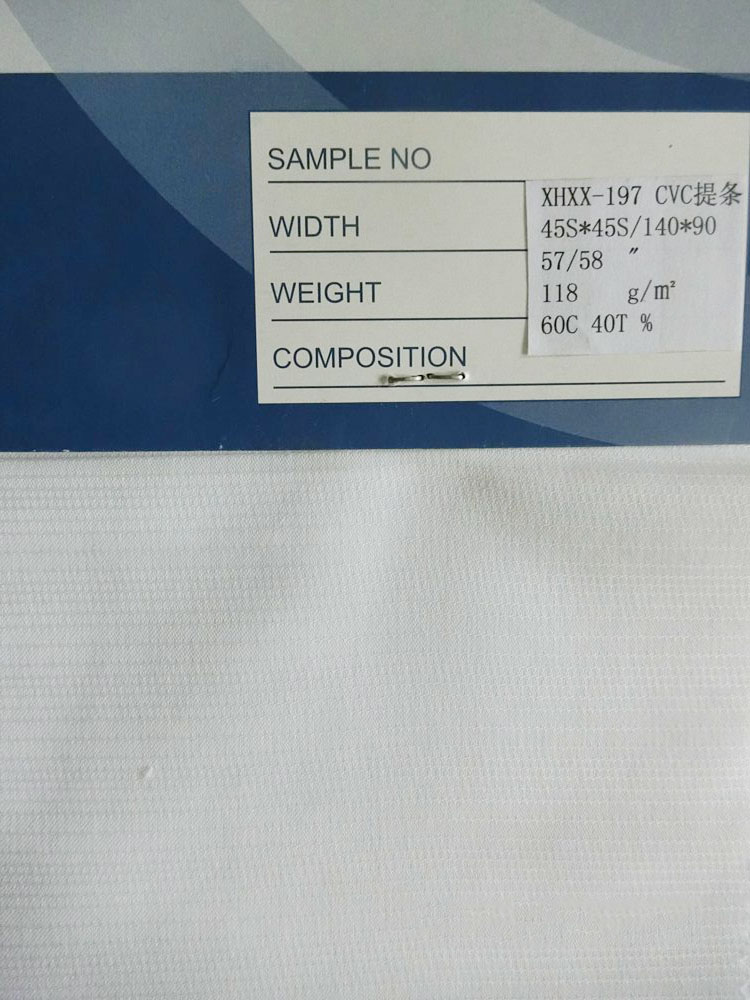 SAMPLE NO
XHXX-197 CVC提条
WIDTH
45S*45S/140*90
57/58 〃
WEIGHT
118 g/m²
60C 40T %
COMPOSITION